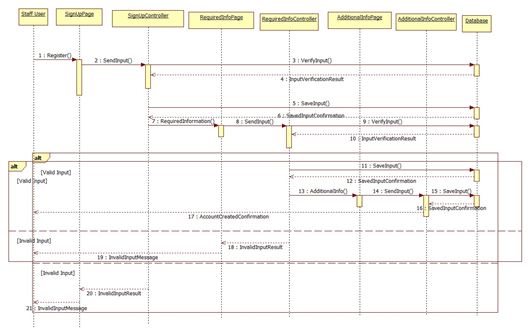 Staff User
SignUpPage
SignUpController
RequiredInfoPage
RequiredInfoController
AdditionalInfoPage
AdditionalInfoController
Database
1 : Register()
2 : SendInput()
3 : VerifyInput()
4 : InputVerificationResult
5 : SaveInput()
6 : SavedInputConfirmation
7 : RequiredInformation()
8 : SendInput()
9 : VerifyInput()
10 : InputVerificationResult
alt
alt
[Valid Input]
11 : SaveInput()
12 : SavedInputConfirmation
[Valid Input]
13 : AdditionalInfo()
14 : SendInput()
15 : SaveInput()
16 : SavedInputConfirmation
17 : AccountCreatedConfirmation
[Invalid Input]
18 : InvalidInputResult
19 : InvalidInputMessage
[Invalid Input]
20 : InvalidInputResult
21 : InvalidInputMessage